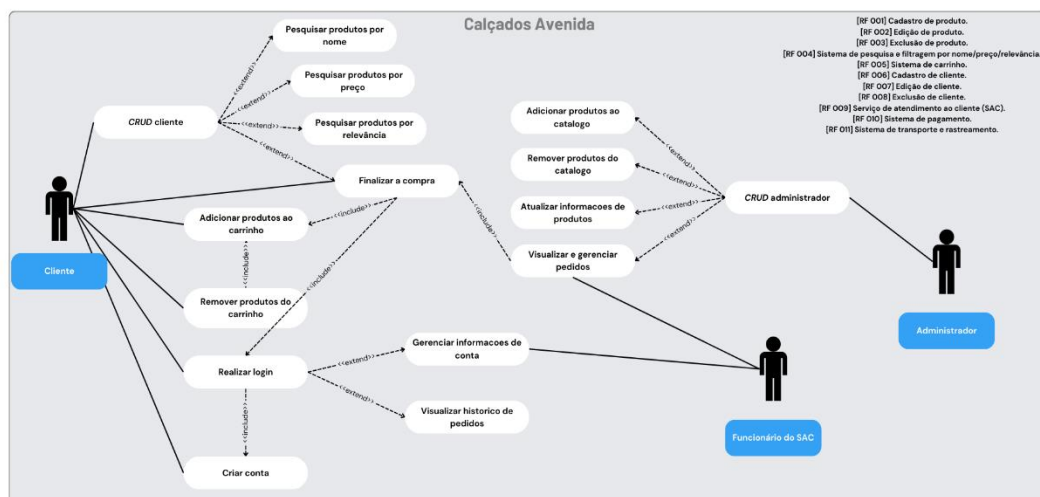 Calçados Avenida
[RF 001] Cadastro de produto.
[RF 002] Edição de produto.
[RF 003] Exclusão de produto.
[RF 004] Sistema de pesquisa e filtragem por nome/preço/relevância.
[RF 005] Sistema de carrinho.
[RF 006] Cadastro de cliente.
[RF 007] Edição de cliente.
[RF 008] Exclusão de cliente.
[RF 009] Serviço de atendimento ao cliente (SAC).
[RF 010] Sistema de pagamento.
[RF 011] Sistema de transporte e rastreamento.
Pesquisar produtos por
nome
<<extend>>
Pesquisar produtos por
preço
<<extend>>
CRUD cliente
<<extend>>
Pesquisar produtos por
relevância
<<extend>>
Finalizar a compra
<<include>>
Adicionar produtos ao
carrinho
<<include>>
<<include>>
Remover produtos do
carrinho
Cliente
Realizar login
<<extend>>
Gerenciar informacoes de
conta
<<extend>>
Visualizar historico de
pedidos
<<include>>
Criar conta
Adicionar produtos ao
catalogo
<<extend>>
Remover produtos do
catalogo
<<extend>>
CRUD administrador
Atualizar informacoes de
produtos
<<extend>>
<<extend>>
Visualizar e gerenciar
pedidos
<<include>>
Administrador
Funcionário do SAC